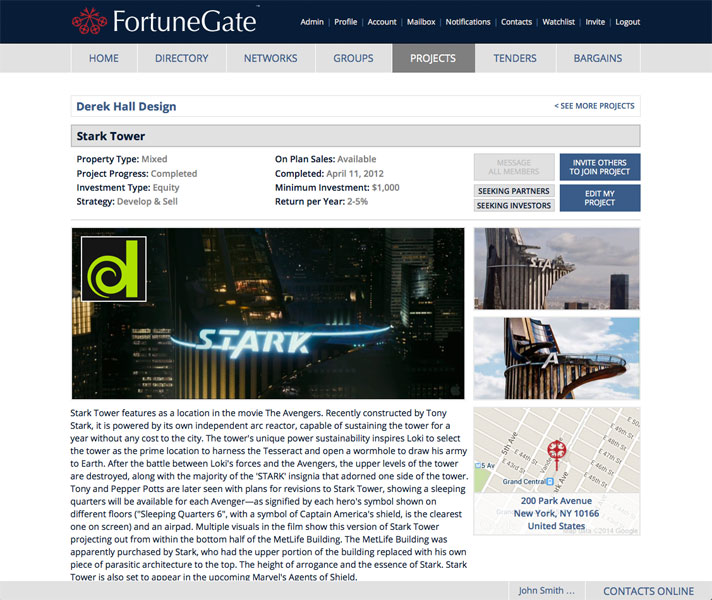 FortuneGate™
Admin | Profile | Account | Mailbox | Notifications | Contacts | Watchlist | Invite | Logout
HOME DIRECTORY NETWORKS GROUPS PROJECTS TENDERS BARGAINS
Derek Hall Design
< SEE MORE PROJECTS
Stark Tower
Property Type: Mixed
Project Progress: Completed
Investment Type: Equity
Strategy: Develop & Sell
On Plan Sales: Available
Completed: April 11, 2012
Minimum Investment: $1,000
Return per Year: 2-5%
MESSAGE
ALL MEMBERS
INVITE OTHERS
TO JOIN PROJECT
SEEKING PARTNERS
SEEKING INVESTORS
EDIT MY
PROJECT
d
STARK
STARK
A
Stark Tower features as a location in the movie The Avengers. Recently constructed by Tony
Stark, it is powered by its own independent arc reactor, capable of sustaining the tower for a
year without any cost to the city. The tower's unique power sustainability inspires Loki to select
the tower as the prime location to harness the Tesseract and open a wormhole to draw his army
to Earth. After the battle between Loki's forces and the Avengers, the upper levels of the tower
are destroyed, along with the majority of the 'STARK' insignia that adorned one side of the tower.
Tony and Pepper Potts are later seen with plans for revisions to Stark Tower, showing a sleeping
quarters will be available for each Avenger—as signified by each hero's symbol shown on
different floors ("Sleeping Quarters 6", with a symbol of Captain America's shield, is the clearest
one on screen) and an airpad. Multiple visuals in the film show this version of Stark Tower
projecting out from within the bottom half of the MetLife Building. The MetLife Building was
apparently purchased by Stark, who had the upper portion of the building replaced with his own
piece of parasitic architecture to the top. The height of arrogance and the essence of Stark. Stark
Tower is also set to appear in the upcoming Marvel's Agents of Shield.
5th Ave
E 50th St
E 49th St
E 48th St
E 46th St
E 45th St
E 44th St
E 43rd St
5 Av
Grand Central
200 Park Avenue
New York, NY 10166
United States
Map data ©2014 Google
John Smith ...
CONTACTS ONLINE